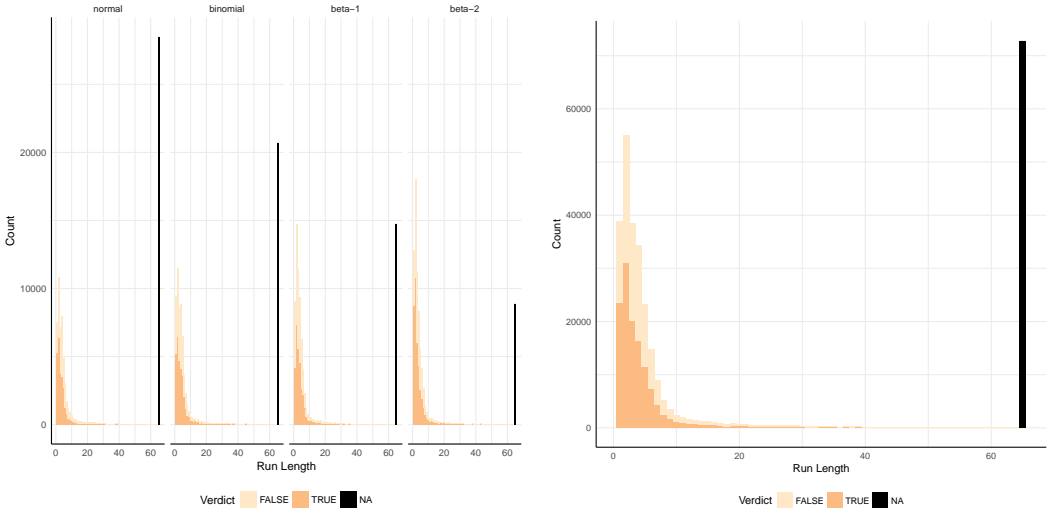 normal binomial beta−1 beta−2
20000
10000
0
Count
0 20 40 60 0 20 40 60 0 20 40 60 0 20 40 60
Run Length
Verdict FALSE TRUE NA
60000
40000
20000
0
Count
0 20 40 60
Run Length
Verdict FALSE TRUE NA